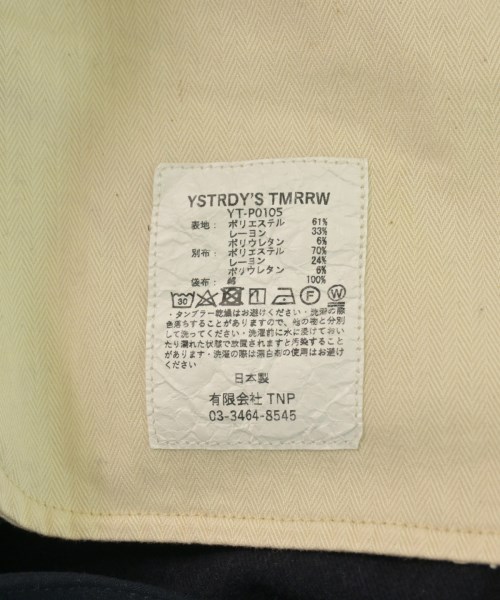 YSTRDY'S TMRRW
YT-P0105
表地: ポリエステル 61%
レーヨン 33%
ポリウレタン 6%
別布: ポリエステル 70%
レーヨン 24%
ポリウレタン 6%
袋布: 綿 100%
30 F W
・タンブラー乾燥はお避けください・洗濯の際
色落ちすることがありますので、他の物と分別
して洗ってください・洗濯前に水に浸けておい
たり濡れた状態で放置されますと汚染すること
があります・洗濯の際は蛍白剤の使用はお避け
ください。
日本製
有限会社 TNP
03-3464-8545